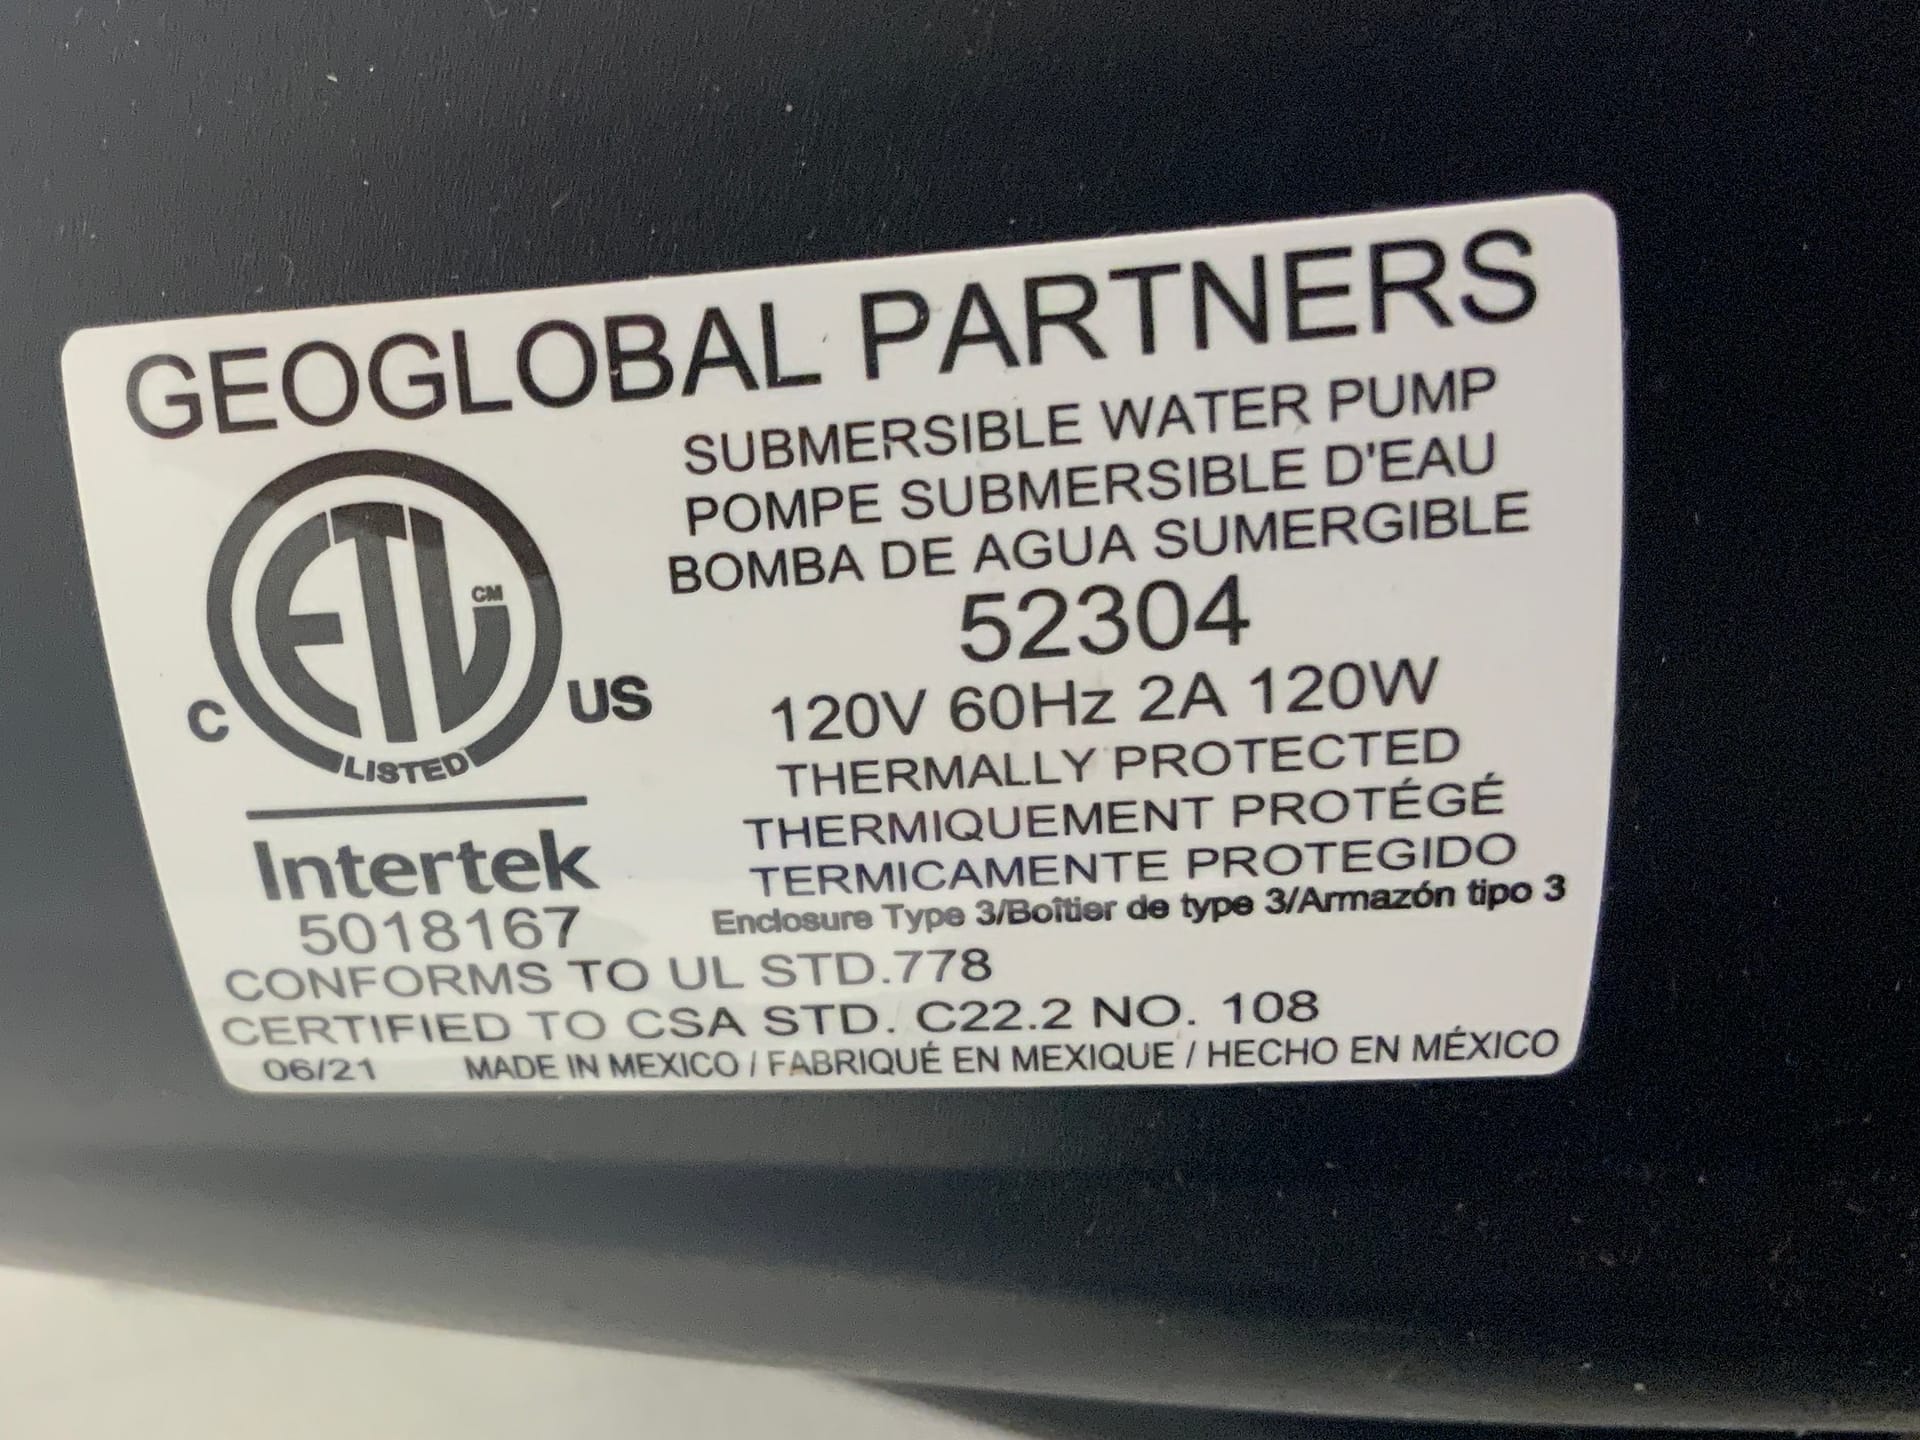 GEOGLOBAL PARTNERS
SUBMERSIBLE WATER PUMP
POMPE SUBMERSIBLE D'EAU
BOMBA DE AGUA SUMERGIBLE
52304
120V 60Hz 2A 120W
THERMALLY PROTECTED
THERMIQUEMENT PROTÉGÉ
TERMICAMENTE PROTEGIDO
Enclosure Type 3/Boîtier de type 3/Armazón tipo 3
ETL CM
C US
LISTED
Intertek
5018167
CONFORMS TO UL STD.778
CERTIFIED TO CSA STD. C22.2 NO. 108
06/21 MADE IN MEXICO / FABRIQUÉ EN MEXIQUE / HECHO EN MÉXICO